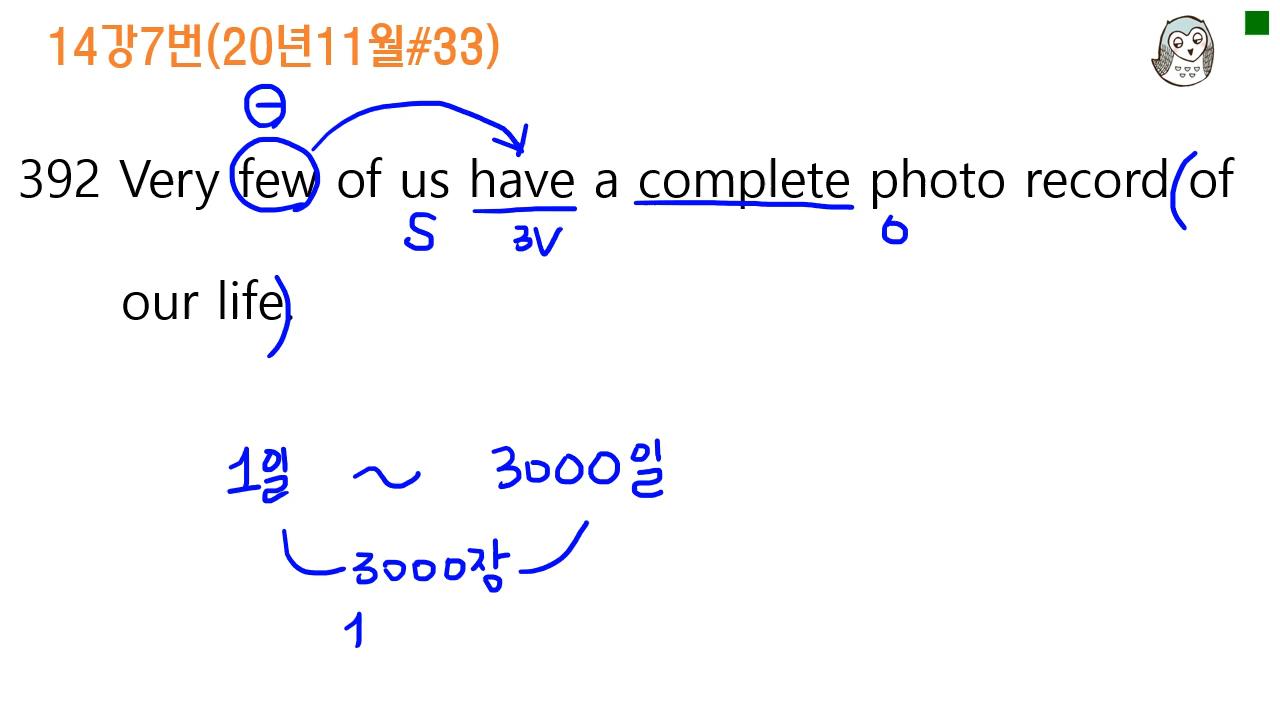 14강7번(20년11월#33)
⊖
392 Very few of us have a complete photo record (of
S 3V O
our life).
1일 ~ 3000일
3000장
1